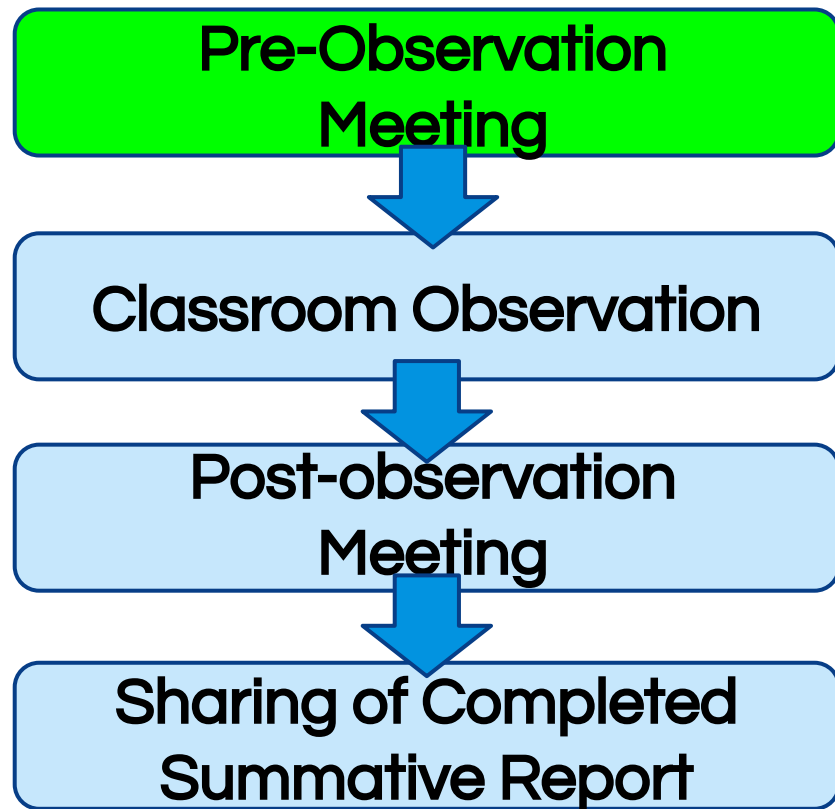 Pre-Observation
Meeting
Classroom Observation
Post-observation
Meeting
Sharing of Completed
Summative Report